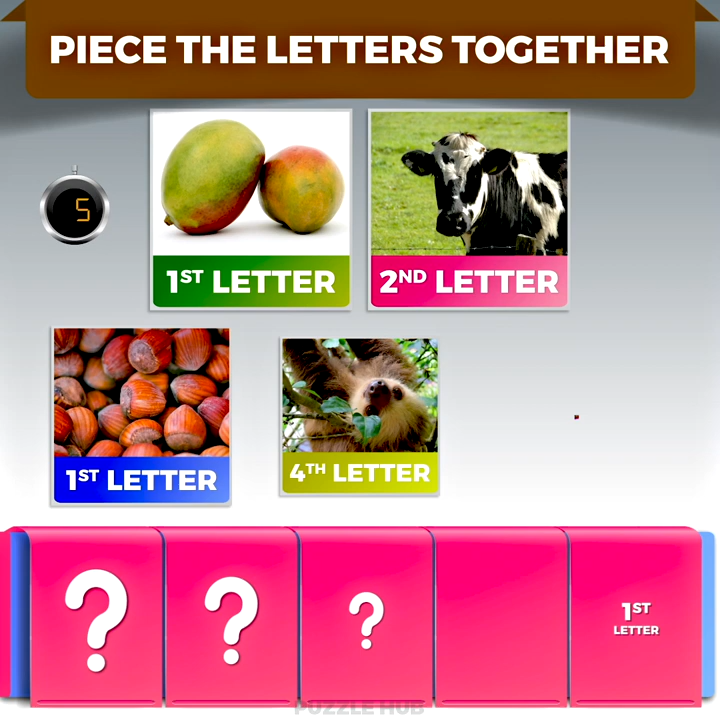 PIECE THE LETTERS TOGETHER
5
1ST LETTER
2ND LETTER
1ST LETTER
4TH LETTER
? ? ?
1ST
LETTER
PUZZLE HUB